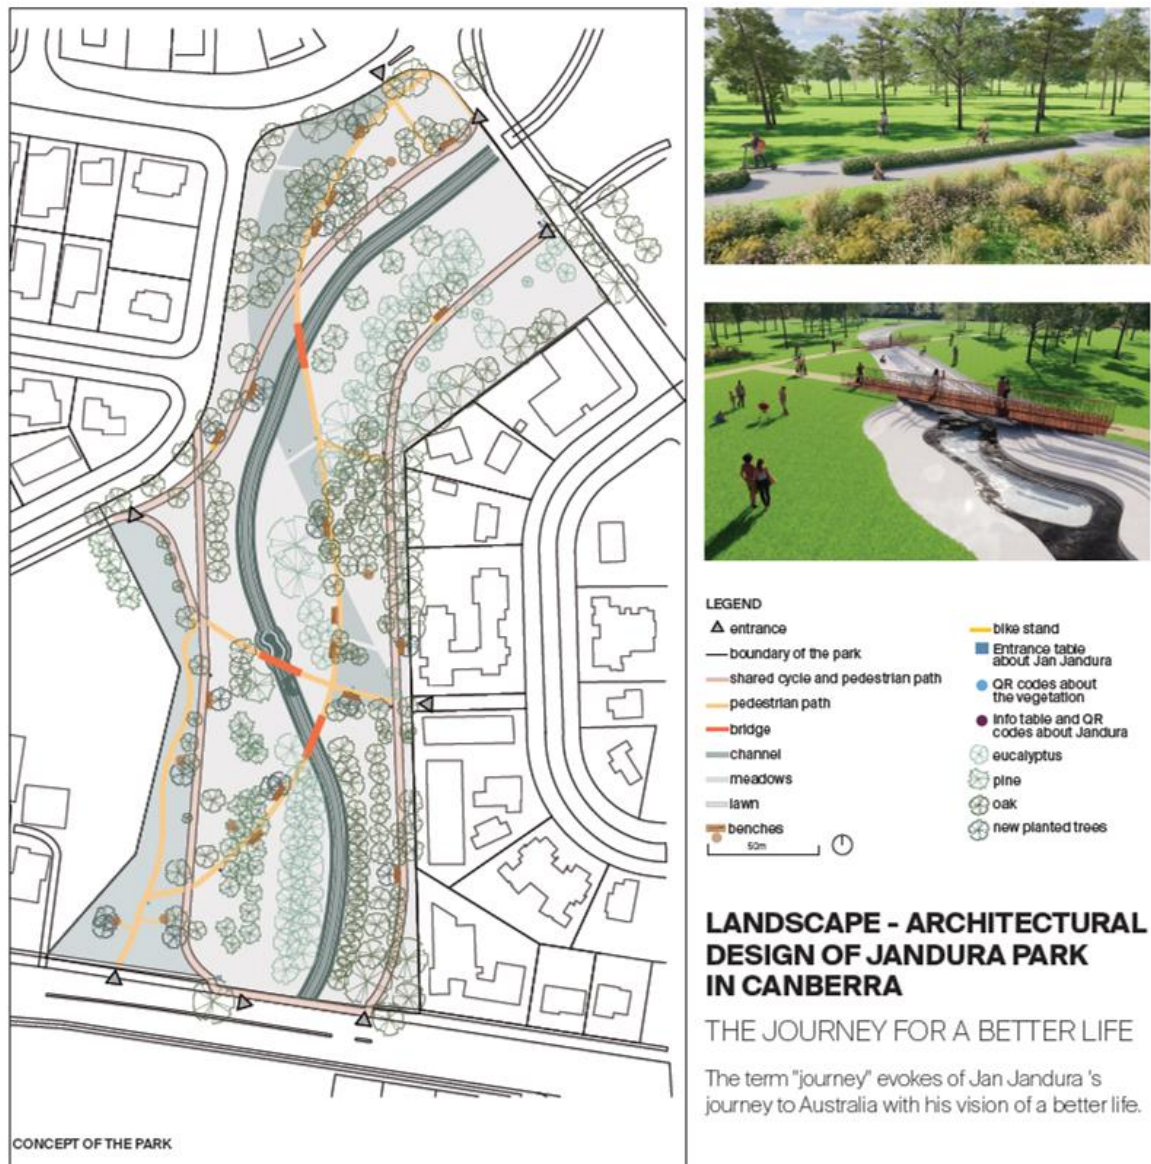 CONCEPT OF THE PARK
LEGEND
entrance
boundary of the park
shared cycle and pedestrian path
pedestrian path
bridge
channel
meadows
lawn
benches
50m
bike stand
Entrance table
about Jan Jandura
QR codes about
the vegetation
Info table and QR
codes about Jandura
eucalyptus
pine
oak
new planted trees
LANDSCAPE - ARCHITECTURAL
DESIGN OF JANDURA PARK
IN CANBERRA
THE JOURNEY FOR A BETTER LIFE
The term "journey" evokes of Jan Jandura 's
journey to Australia with his vision of a better life.